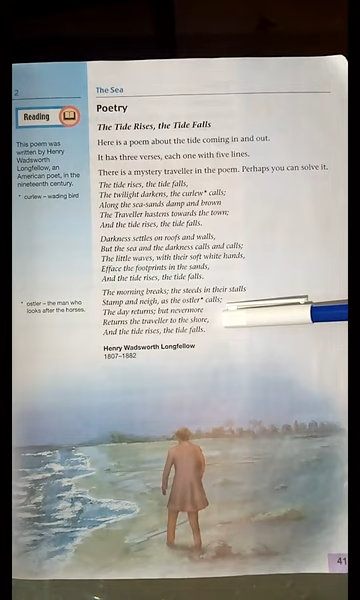 2
The Sea
Reading
Poetry
This poem was
written by Henry
Wadsworth
Longfellow, an
American poet, in the
nineteenth century.
* curlew – wading bird
The Tide Rises, the Tide Falls
Here is a poem about the tide coming in and out.
It has three verses, each one with five lines.
There is a mystery traveller in the poem. Perhaps you can solve it.
The tide rises, the tide falls,
The twilight darkens, the curlew* calls;
Along the sea-sands damp and brown
The Traveller hastens towards the town;
And the tide rises, the tide falls.
Darkness settles on roofs and walls,
But the sea and the darkness calls and calls;
The little waves, with their soft white hands,
Efface the footprints in the sands,
And the tide rises, the tide falls.
* ostler – the man who
looks after the horses.
The morning breaks; the steeds in their stalls
Stamp and neigh, as the ostler* calls;
The day returns; but nevermore
Returns the traveller to the shore,
And the tide rises, the tide falls.
Henry Wadsworth Longfellow
1807–1882
41